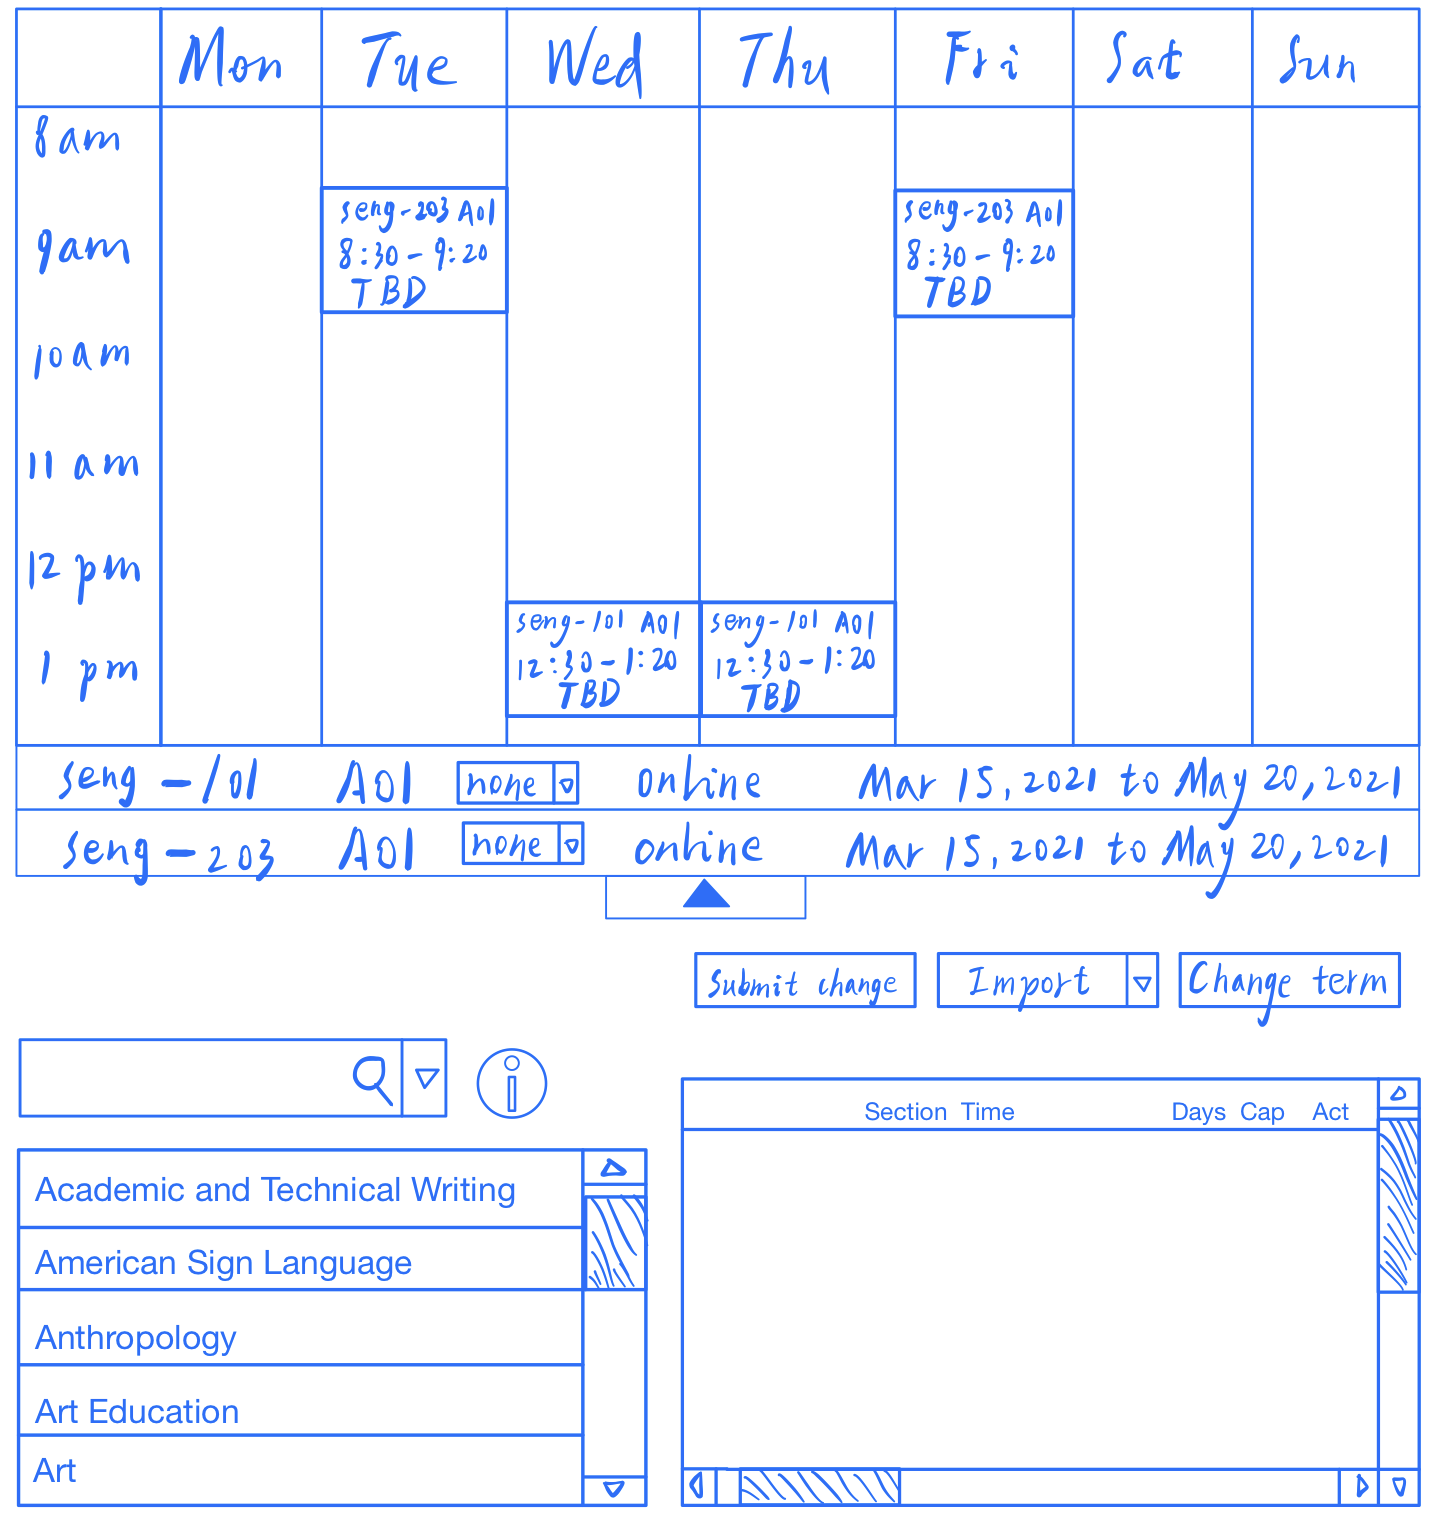 Mon Tue Wed Thu Fri Sat Sun
8 am
seng-203 A01
8:30 - 9:20
TBD
seng-203 A01
8:30 - 9:20
TBD
9am
10am
11 am
12 pm
seng-101 A01
12:30 - 1:20
TBD
seng-101 A01
12:30 - 1:20
TBD
1 pm
seng - 101 A01 none online Mar 15, 2021 to May 20, 2021
seng - 203 A01 none online Mar 15, 2021 to May 20, 2021
Submit change Import Change term
Section Time Days Cap Act
Academic and Technical Writing
American Sign Language
Anthropology
Art Education
Art